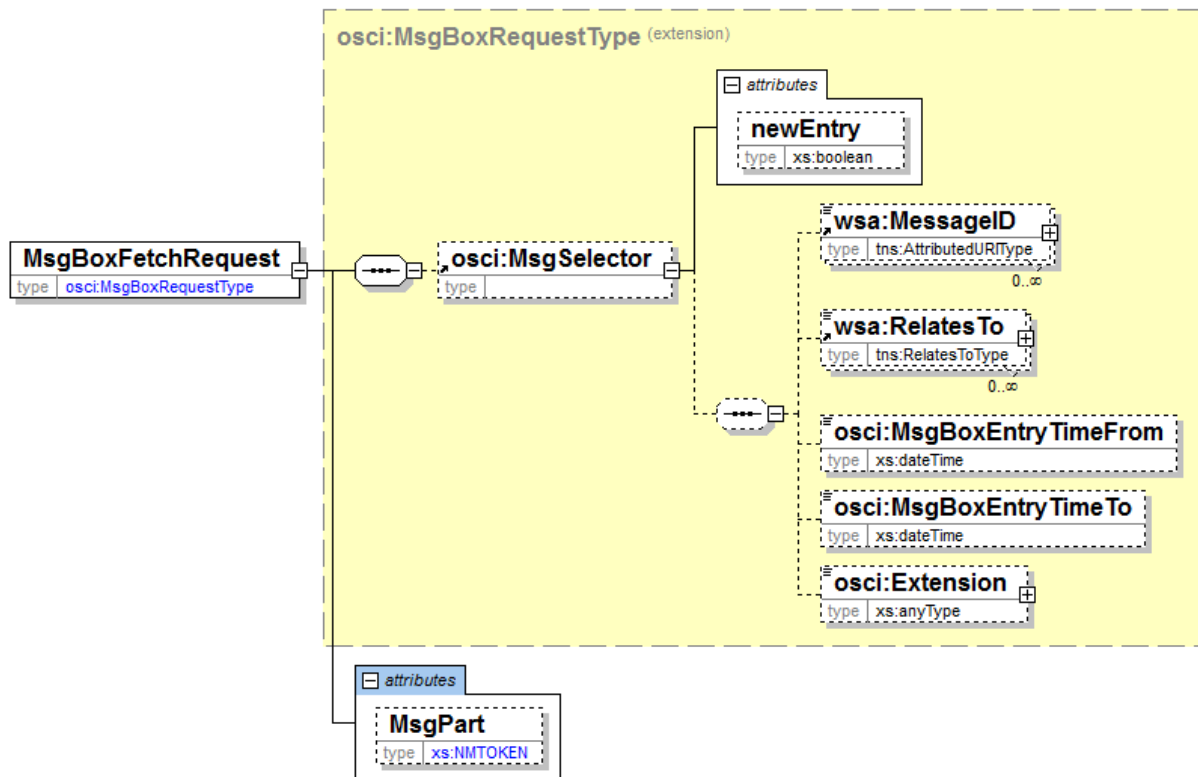 osci:MsgBoxRequestType (extension)
attributes
newEntry
type xs:boolean
wsa:MessageID
type tns:AttributedURIType
0..∞
MsgBoxFetchRequest
type osci:MsgBoxRequestType
osci:MsgSelector
type
wsa:RelatesTo
type tns:RelatesToType
0..∞
osci:MsgBoxEntryTimeFrom
type xs:dateTime
osci:MsgBoxEntryTimeTo
type xs:dateTime
osci:Extension
type xs:anyType
attributes
MsgPart
type xs:NMTOKEN